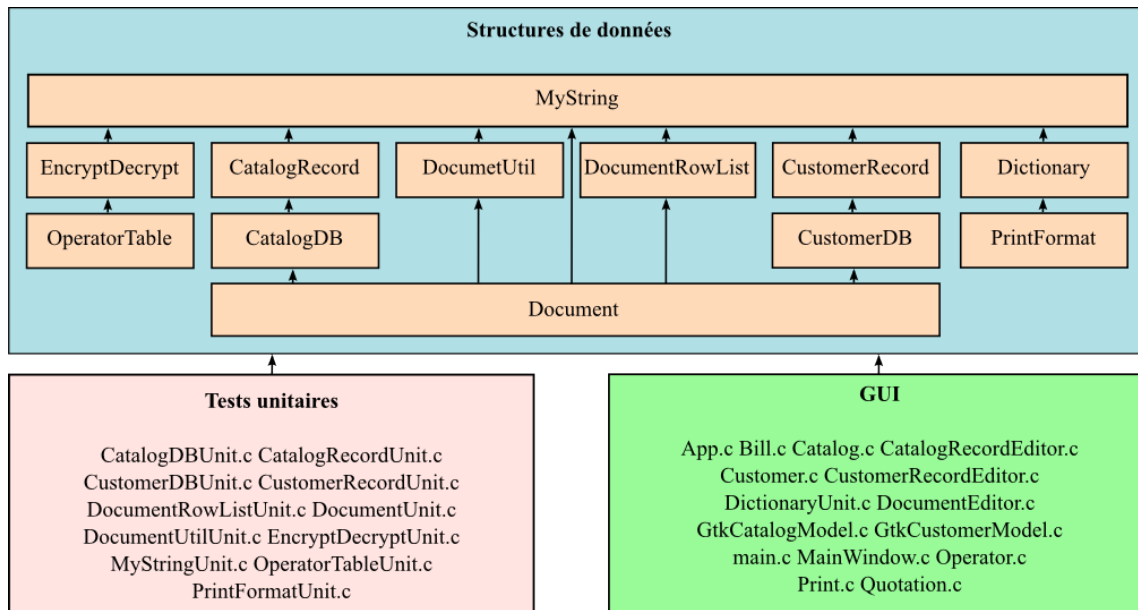 Structures de données
MyString
EncryptDecrypt CatalogRecord DocumetUtil DocumentRowList CustomerRecord Dictionary
OperatorTable CatalogDB CustomerDB PrintFormat
Document
Tests unitaires
CatalogDBUnit.c CatalogRecordUnit.c
CustomerDBUnit.c CustomerRecordUnit.c
DocumentRowListUnit.c DocumentUnit.c
DocumentUtilUnit.c EncryptDecryptUnit.c
MyStringUnit.c OperatorTableUnit.c
PrintFormatUnit.c
GUI
App.c Bill.c Catalog.c CatalogRecordEditor.c
Customer.c CustomerRecordEditor.c
DictionaryUnit.c DocumentEditor.c
GtkCatalogModel.c GtkCustomerModel.c
main.c MainWindow.c Operator.c
Print.c Quotation.c